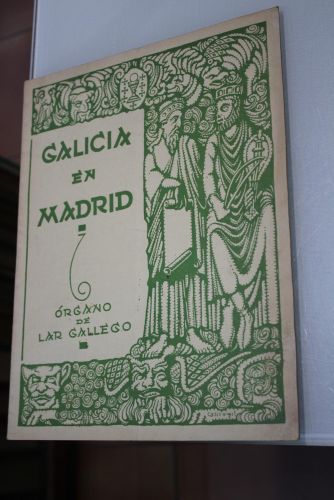 GALICIA
EN
MADRID
ÓRGANO
DE
LAR GALLEGO